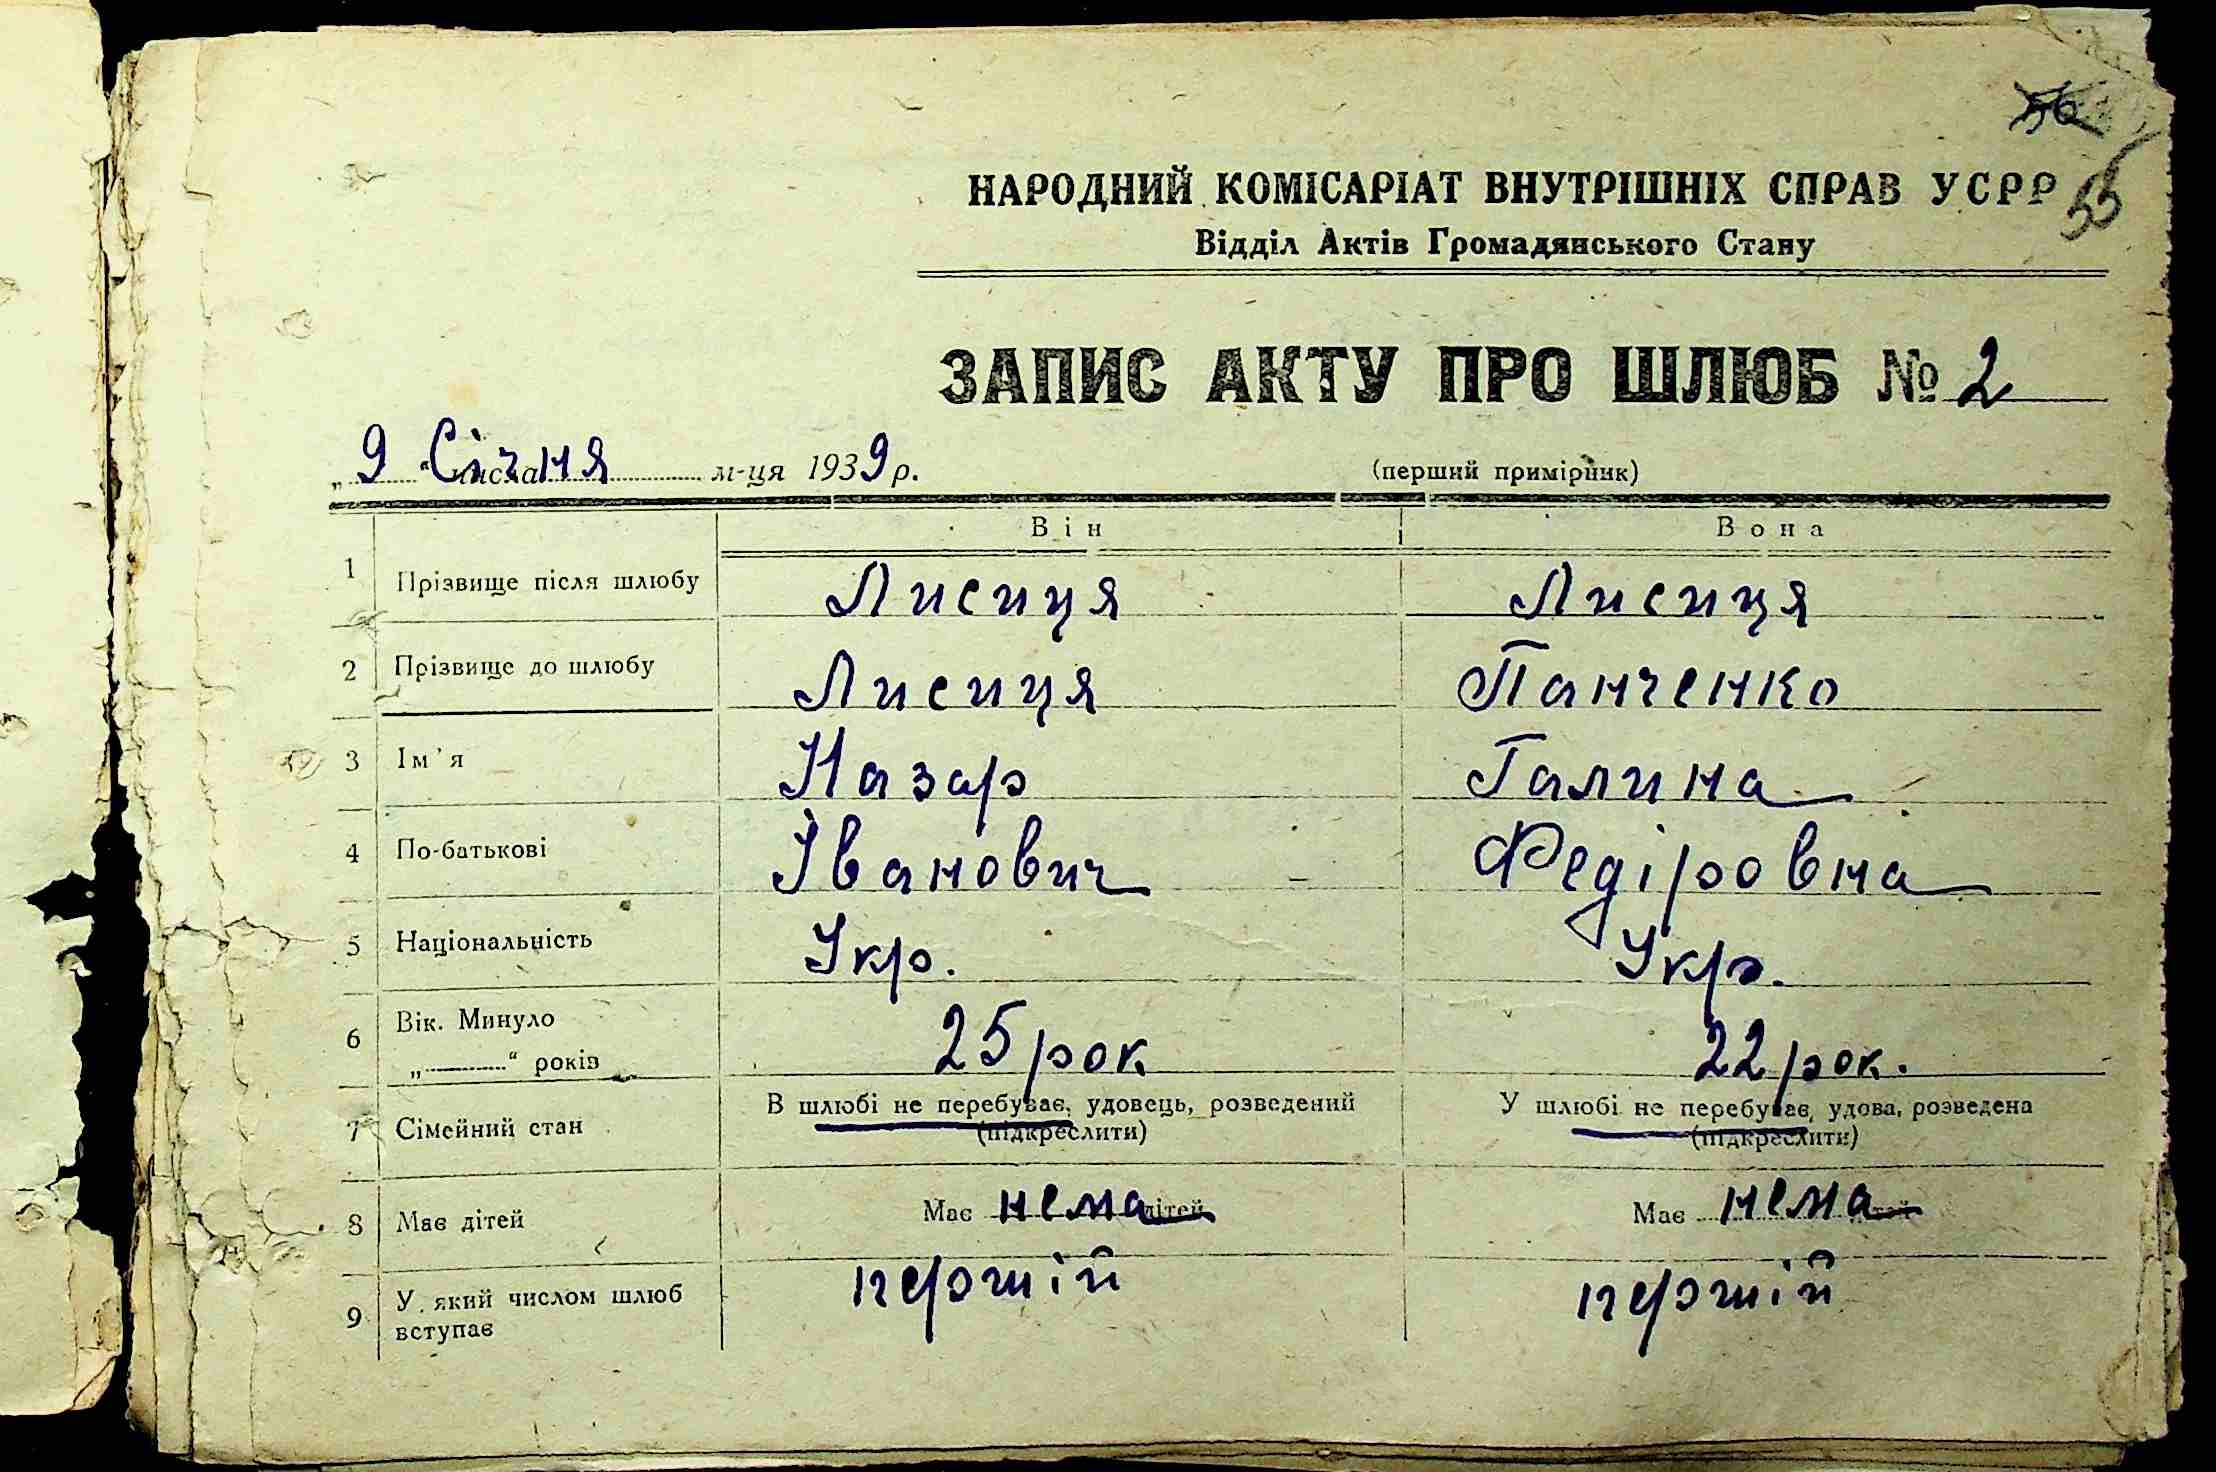 56
НАРОДНИЙ КОМІСАРІАТ ВНУТРІШНІХ СПРАВ УСРР
55
Відділ Актів Громадянського Стану
ЗАПИС АКТУ ПРО ШЛЮБ № 2
„ 9 “ числа Січня м-ця 1939 р.
(перший примірник)
Він Вона
1 Прізвище після шлюбу Лисиця Лисиця
2 Прізвище до шлюбу Лисиця Панченко
3 Ім'я Назар Галина
4 По-батькові Іванович Федіровна
5 Національність Укр. Укр.
6 Вік. Минуло
„ “ років 25 рок 22 рок.
7 Сімейний стан В шлюбі не перебуває, удовець, розведений У шлюбі не перебуває, удова, розведена
(підкреслити) (підкреслити)
8 Має дітей Має нема дітей Має нема дітей
9 У який числом шлюб
вступає першій першій